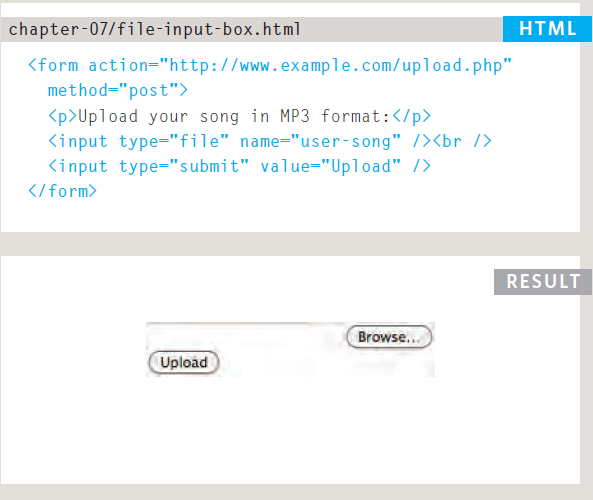 chapter-07/file-input-box.html HTML
<form action="http://www.example.com/upload.php"
method="post">
<p>Upload your song in MP3 format:</p>
<input type="file" name="user-song" /><br />
<input type="submit" value="Upload" />
</form>
RESULT
Browse...
Upload